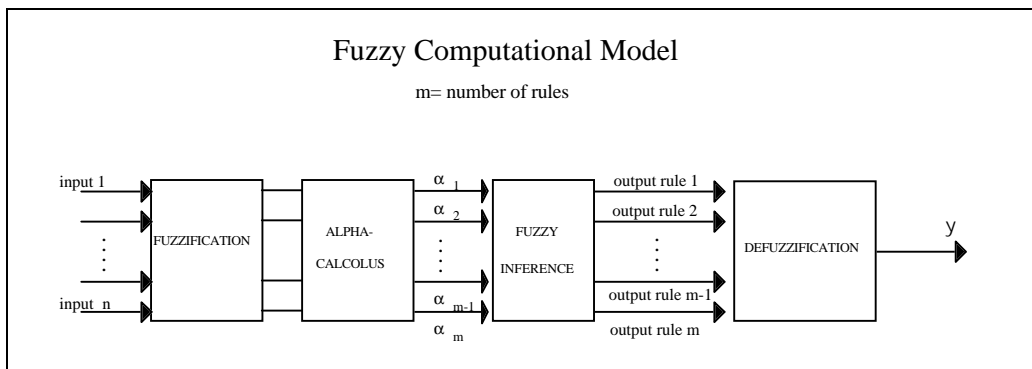 Fuzzy Computational Model
m= number of rules
input 1
input n
FUZZIFICATION
ALPHA-
CALCOLUS
α 1
α 2
α m-1
α m
FUZZY
INFERENCE
output rule 1
output rule 2
output rule m-1
output rule m
DEFUZZIFICATION
y